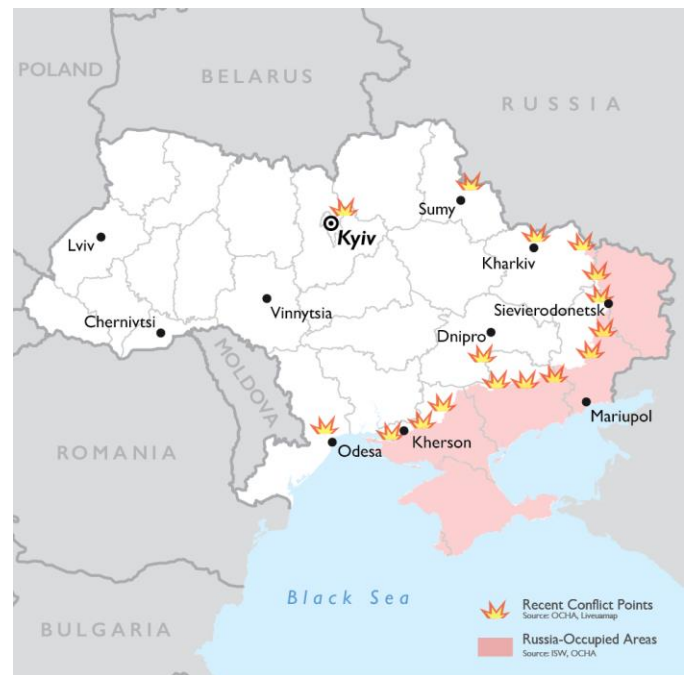 POLAND
BELARUS
RUSSIA
Sumy
Kyiv
Lviv
Kharkiv
Vinnytsia
Sievierodonetsk
Chernivtsi
Dnipro
MOLDOVA
Mariupol
Kherson
Odesa
ROMANIA
Black Sea
Recent Conflict Points
Source: OCHA, Liveuamap
BULGARIA
Russia-Occupied Areas
Source: ISW, OCHA